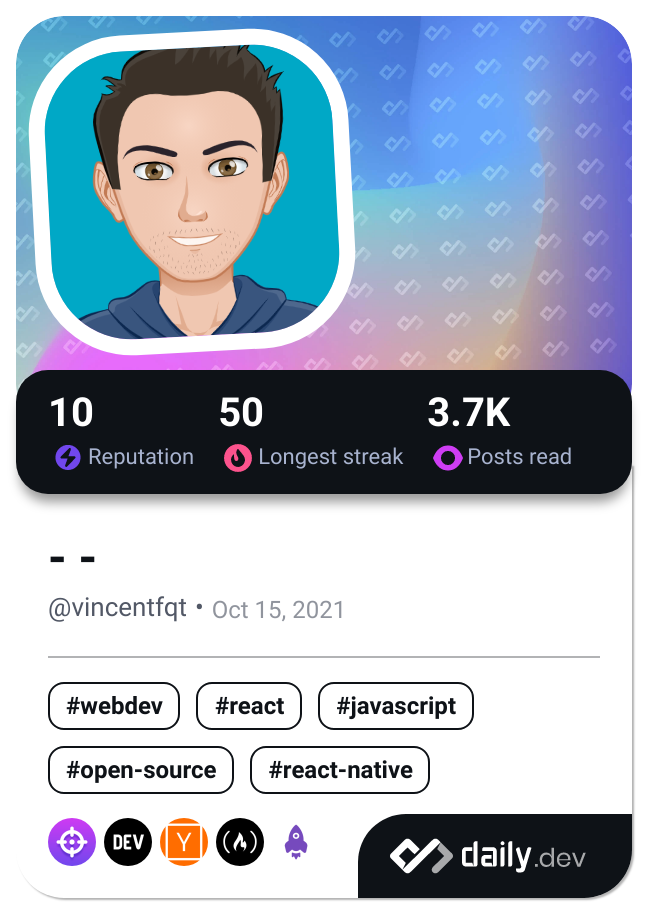 10 50 3.7K
Reputation Longest streak Posts read
- -
@vincentfqt • Oct 15, 2021
#webdev #react #javascript
#open-source #react-native
DEV Y daily.dev